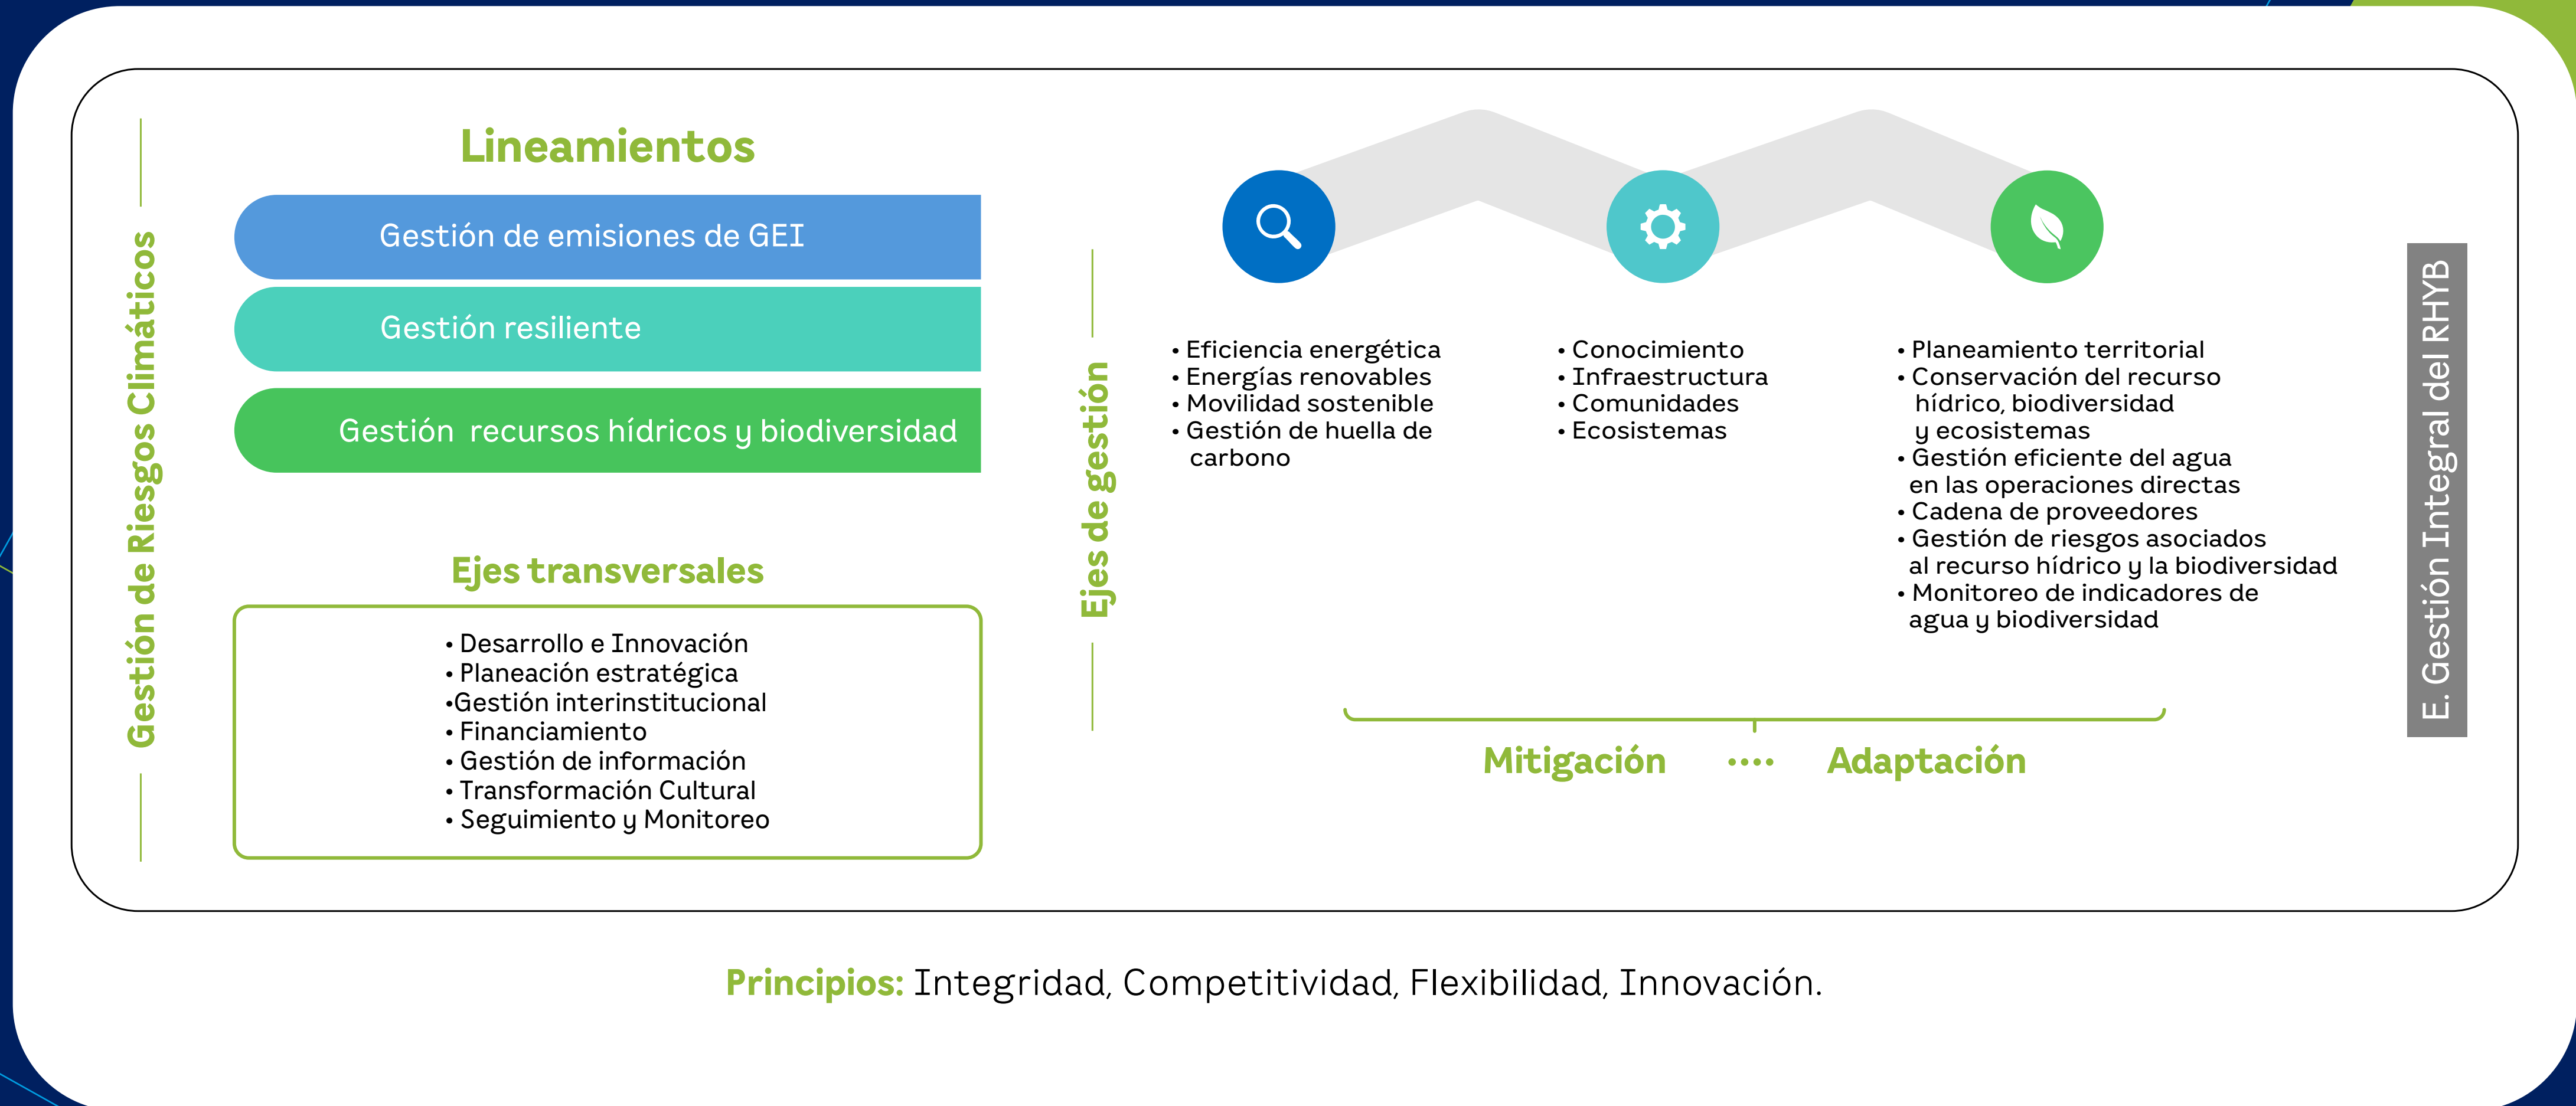 Gestión de Riesgos Climáticos
Lineamientos
Gestión de emisiones de GEI
Gestión resiliente
Gestión recursos hídricos y biodiversidad
Ejes transversales
• Desarrollo e Innovación
• Planeación estratégica
•Gestión interinstitucional
• Financiamiento
• Gestión de información
• Transformación Cultural
• Seguimiento y Monitoreo
Ejes de gestión
• Eficiencia energética
• Energías renovables
• Movilidad sostenible
• Gestión de huella de
carbono
• Conocimiento
• Infraestructura
• Comunidades
• Ecosistemas
• Planeamiento territorial
• Conservación del recurso
hídrico, biodiversidad
y ecosistemas
• Gestión eficiente del agua
en las operaciones directas
• Cadena de proveedores
• Gestión de riesgos asociados
al recurso hídrico y la biodiversidad
• Monitoreo de indicadores de
agua y biodiversidad
Mitigación •••• Adaptación
E. Gestión Integral del RHYB
Principios: Integridad, Competitividad, Flexibilidad, Innovación.